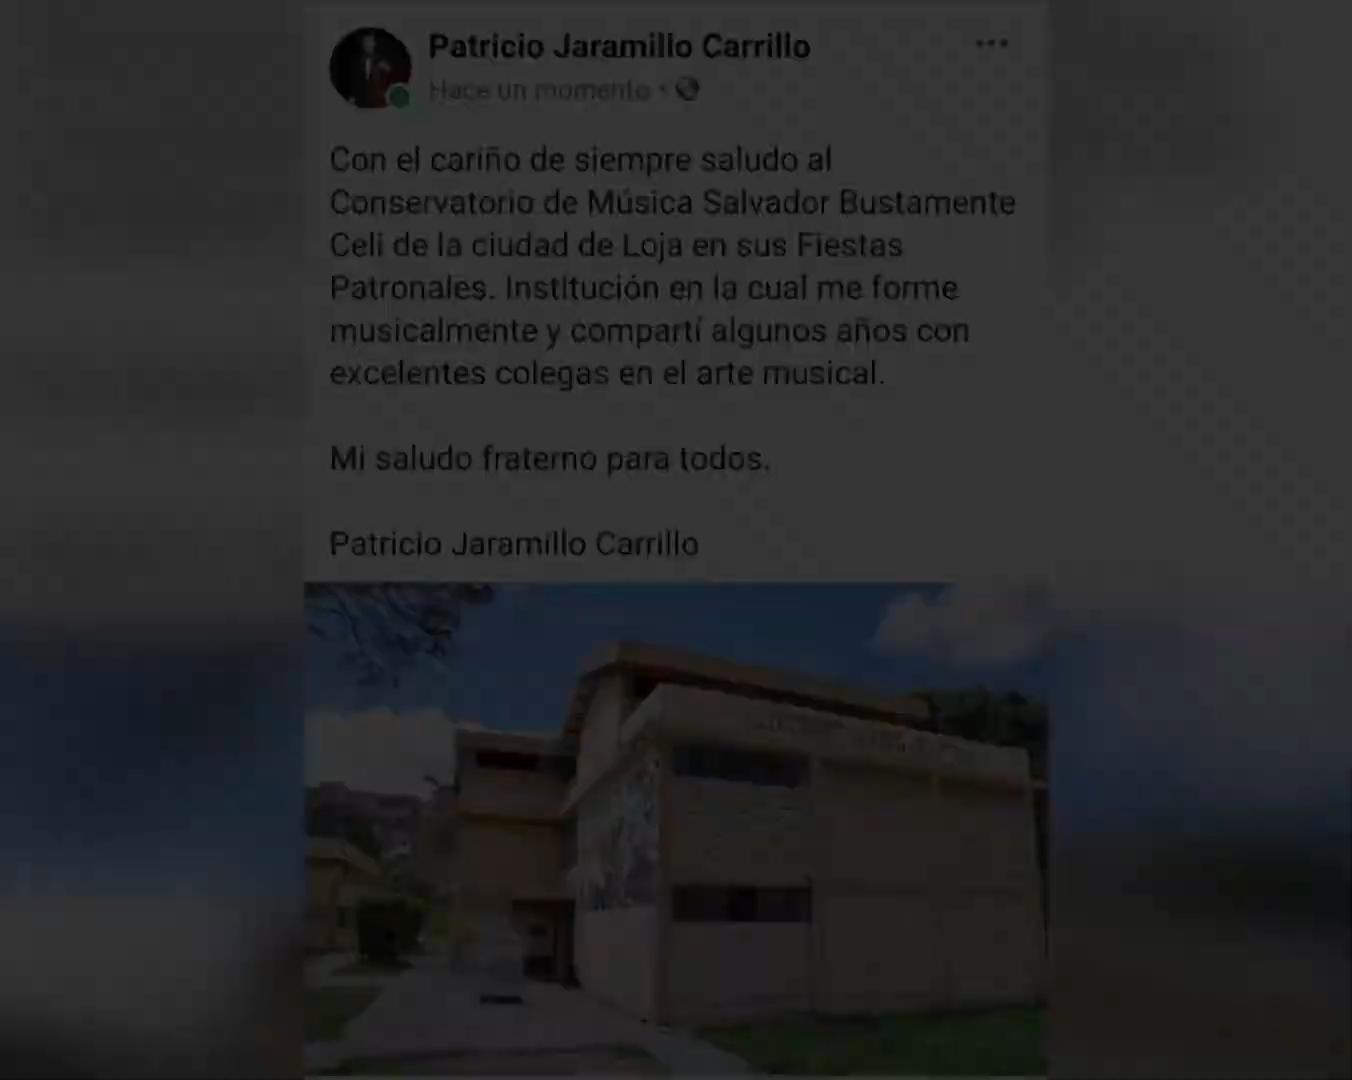 Patricio Jaramillo Carrillo
Hace un momento
Con el cariño de siempre saludo al
Conservatorio de Música Salvador Bustamente
Celi de la ciudad de Loja en sus Fiestas
Patronales. Institución en la cual me forme
musicalmente y compartí algunos años con
excelentes colegas en el arte musical.
Mi saludo fraterno para todos.
Patricio Jaramillo Carrillo